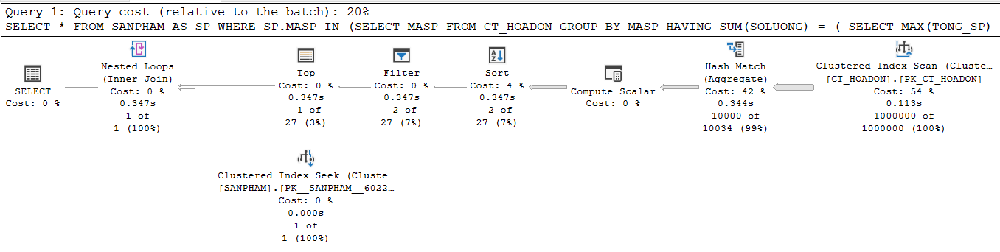 Query 1: Query cost (relative to the batch): 20%
SELECT * FROM SANPHAM AS SP WHERE SP.MASP IN (SELECT MASP FROM CT_HOADON GROUP BY MASP HAVING SUM(SOLUONG) = ( SELECT MAX(TONG_SP)
SELECT
Cost: 0 %
Nested Loops
(Inner Join)
Cost: 0 %
0.347s
1 of
1 (100%)
Top
Cost: 0 %
0.347s
1 of
27 (3%)
Filter
Cost: 0 %
0.347s
2 of
27 (7%)
Sort
Cost: 4 %
0.347s
2 of
27 (7%)
Compute Scalar
Cost: 0 %
Hash Match
(Aggregate)
Cost: 42 %
0.344s
10000 of
10034 (99%)
Clustered Index Scan (Cluste…
[CT_HOADON].[PK_CT_HOADON]
Cost: 54 %
0.113s
1000000 of
1000000 (100%)
Clustered Index Seek (Cluste…
[SANPHAM].[PK__SANPHAM__6022…
Cost: 0 %
0.000s
1 of
1 (100%)